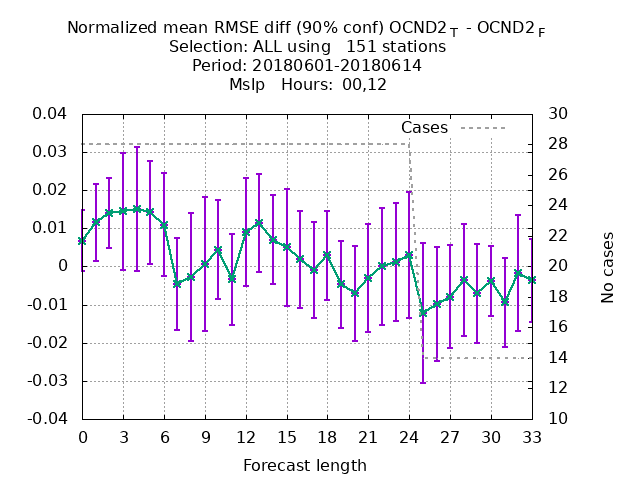 Normalized mean RMSE diff (90% conf) OCND2 T - OCND2 F
Selection: ALL using 151 stations
Period: 20180601-20180614
Mslp Hours: 00,12
Cases
0.04
0.03
0.02
0.01
0
-0.01
-0.02
-0.03
-0.04
30
28
26
24
22
20
18
16
14
12
10
No cases
0 3 6 9 12 15 18 21 24 27 30 33
Forecast length